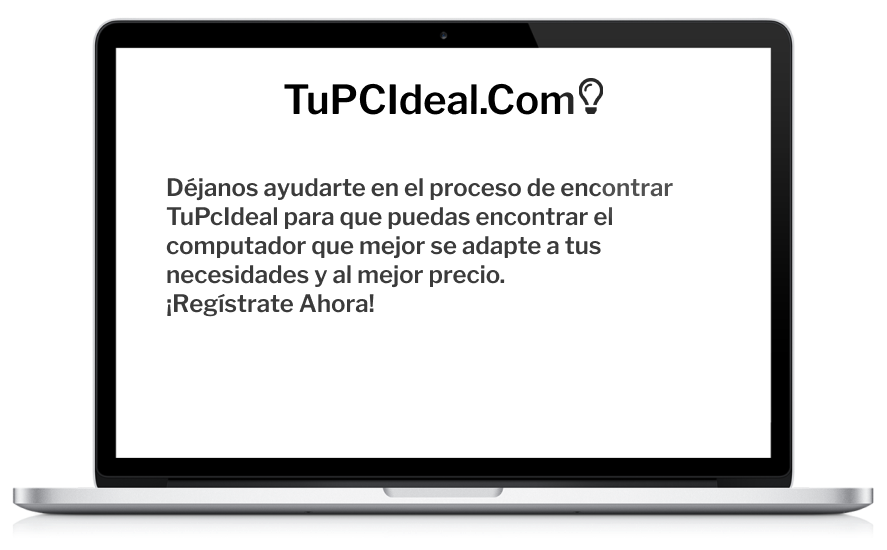 TuPCIdeal.Com
Déjanos ayudarte en el proceso de encontrar
TuPcIdeal para que puedas encontrar el
computador que mejor se adapte a tus
necesidades y al mejor precio.
¡Regístrate Ahora!